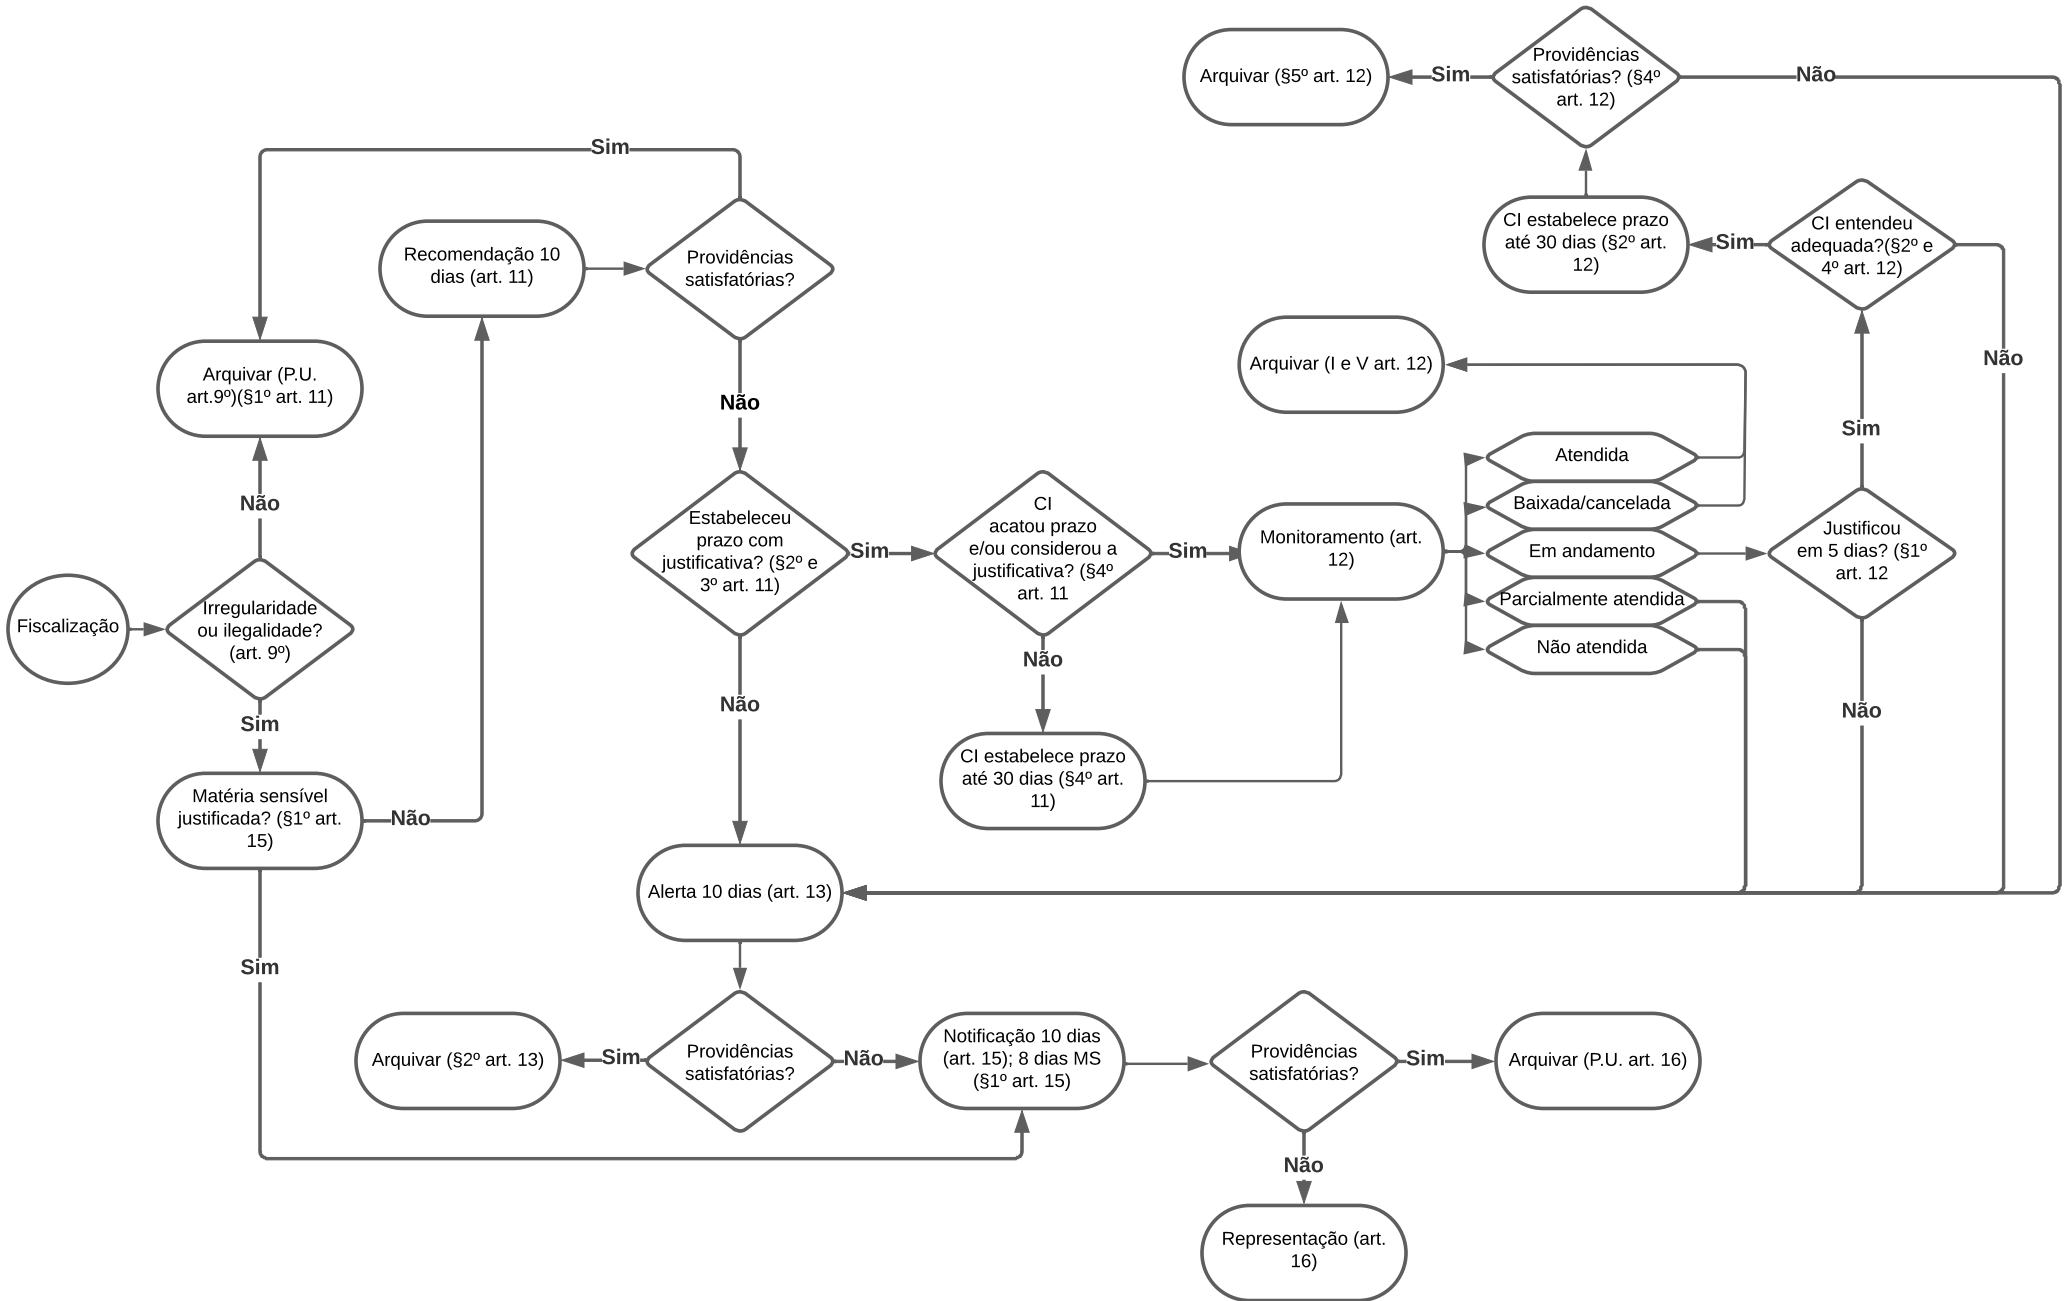 Fiscalização
Irregularidade
ou ilegalidade?
(art. 9º)
Não
Arquivar (P.U.
art.9º)(§1º art. 11)
Sim
Matéria sensível
justificada? (§1º art.
15)
Não
Sim
Recomendação 10
dias (art. 11)
Providências
satisfatórias?
Sim
Não
Estabeleceu
prazo com
justificativa? (§2º e
3º art. 11)
Sim
Não
CI
acatou prazo
e/ou considerou a
justificativa? (§4º
art. 11
Sim
Não
CI estabelece prazo
até 30 dias (§4º art.
11)
Monitoramento (art.
12)
Atendida
Baixada/cancelada
Em andamento
Parcialmente atendida
Não atendida
Arquivar (I e V art. 12)
Justificou
em 5 dias? (§1º
art. 12
Sim
Não
CI entendeu
adequada?(§2º e
4º art. 12)
Sim
Não
CI estabelece prazo
até 30 dias (§2º art.
12)
Providências
satisfatórias? (§4º
art. 12)
Sim
Não
Arquivar (§5º art. 12)
Alerta 10 dias (art. 13)
Providências
satisfatórias?
Sim
Arquivar (§2º art. 13)
Não
Notificação 10 dias
(art. 15); 8 dias MS
(§1º art. 15)
Providências
satisfatórias?
Sim
Arquivar (P.U. art. 16)
Não
Representação (art.
16)